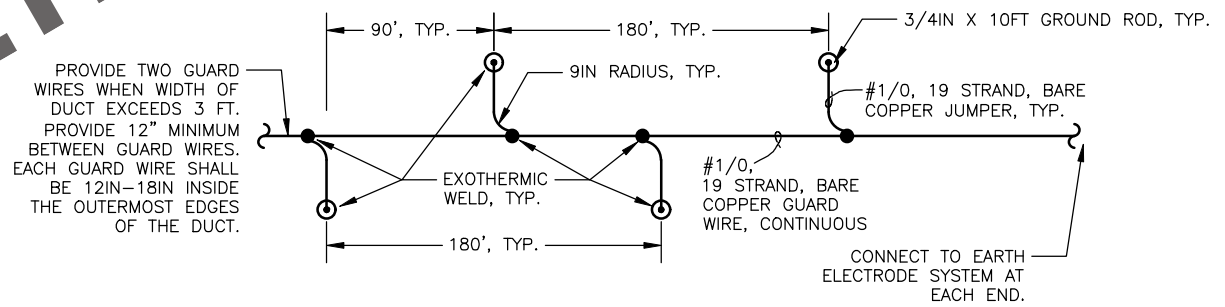 90', TYP.
180', TYP.
3/4IN X 10FT GROUND ROD, TYP.
PROVIDE TWO GUARD
WIRES WHEN WIDTH OF
DUCT EXCEEDS 3 FT.
PROVIDE 12" MINIMUM
BETWEEN GUARD WIRES.
EACH GUARD WIRE SHALL
BE 12IN-18IN INSIDE
THE OUTERMOST EDGES
OF THE DUCT.
9IN RADIUS, TYP.
#1/0, 19 STRAND, BARE
COPPER JUMPER, TYP.
EXOTHERMIC
WELD, TYP.
#1/0,
19 STRAND, BARE
COPPER GUARD
WIRE, CONTINUOUS
180', TYP.
CONNECT TO EARTH
ELECTRODE SYSTEM AT
EACH END.